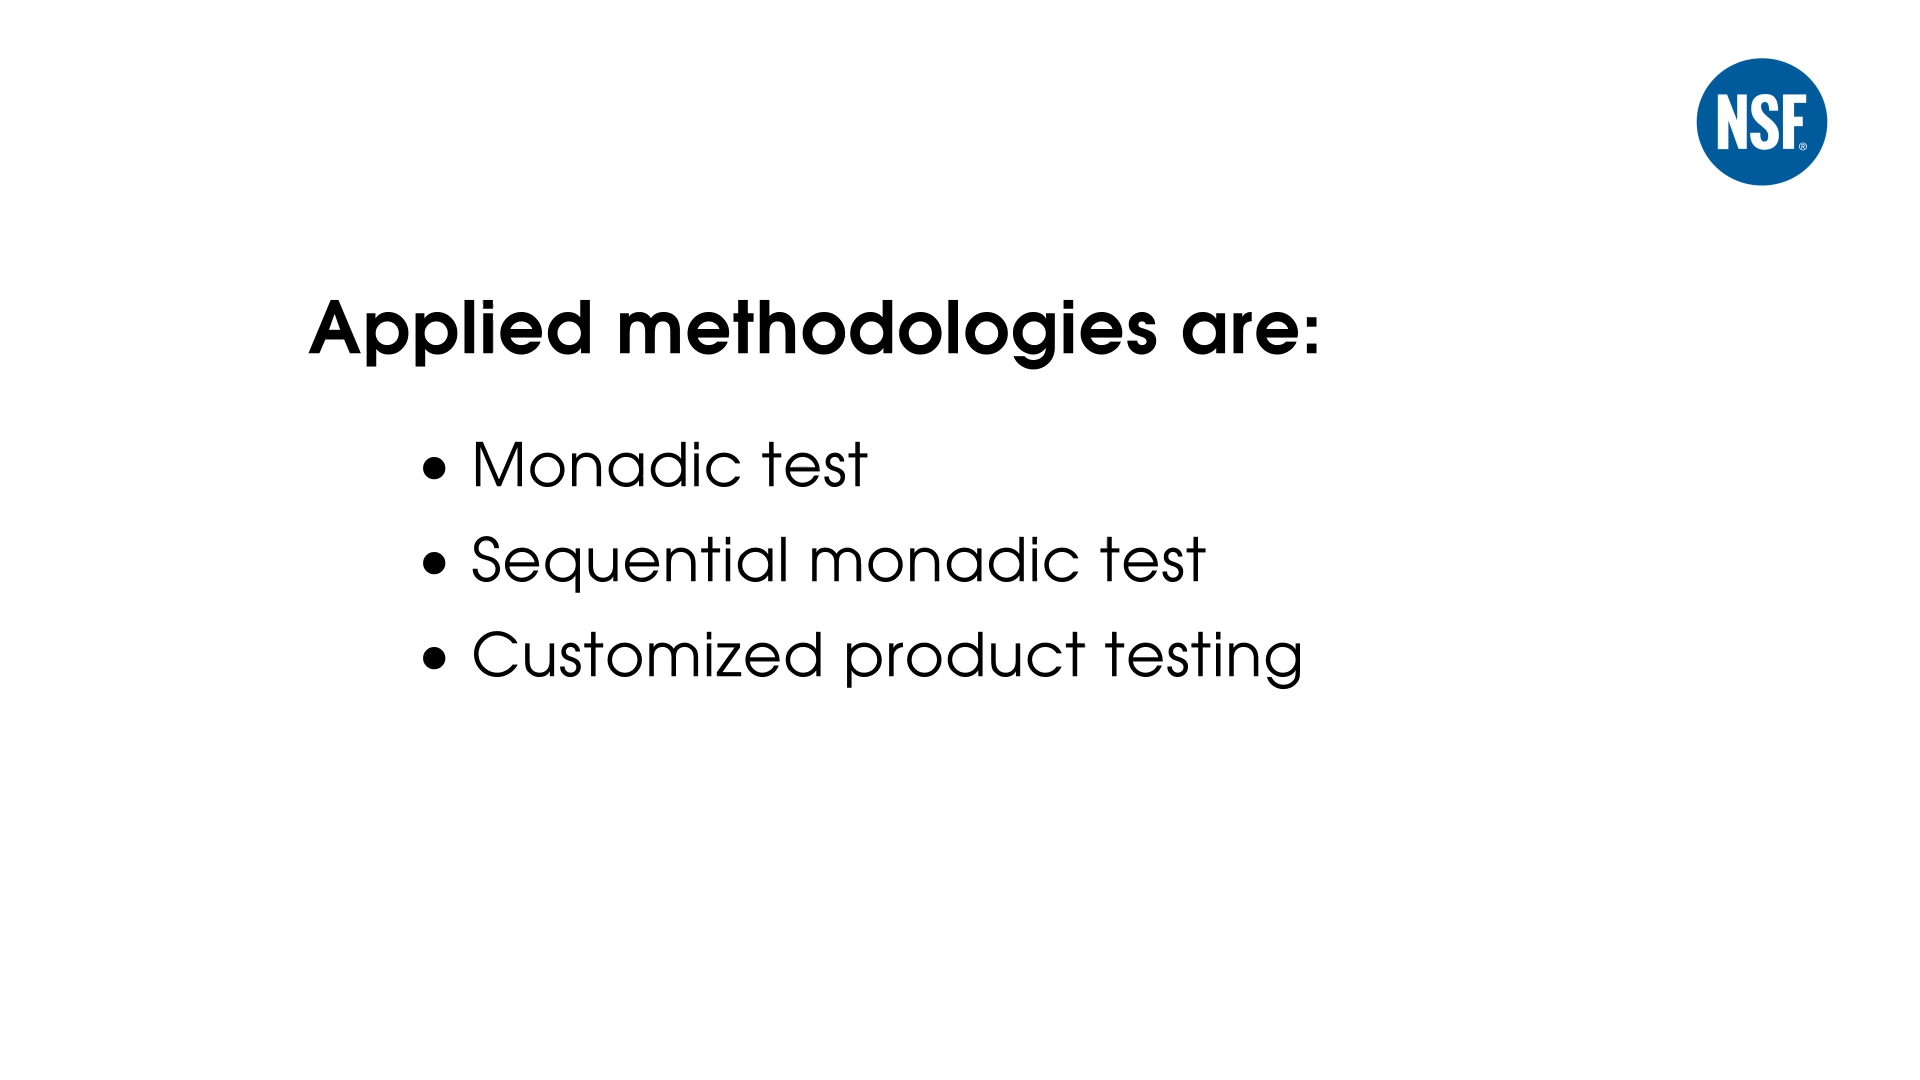 NSF®
Applied methodologies are:
• Monadic test
• Sequential monadic test
• Customized product testing